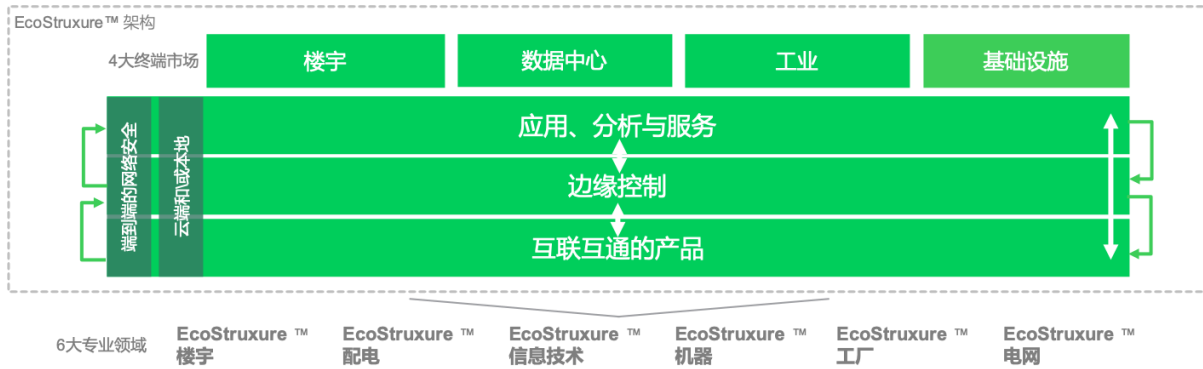 EcoStruxure™ 架构
4大终端市场
楼宇
数据中心
工业
基础设施
端到端的网络安全
云端和\或本地
应用、分析与服务
边缘控制
互联互通的产品
6大专业领域
EcoStruxure ™
楼宇
EcoStruxure ™
配电
EcoStruxure ™
信息技术
EcoStruxure ™
机器
EcoStruxure ™
工厂
EcoStruxure ™
电网